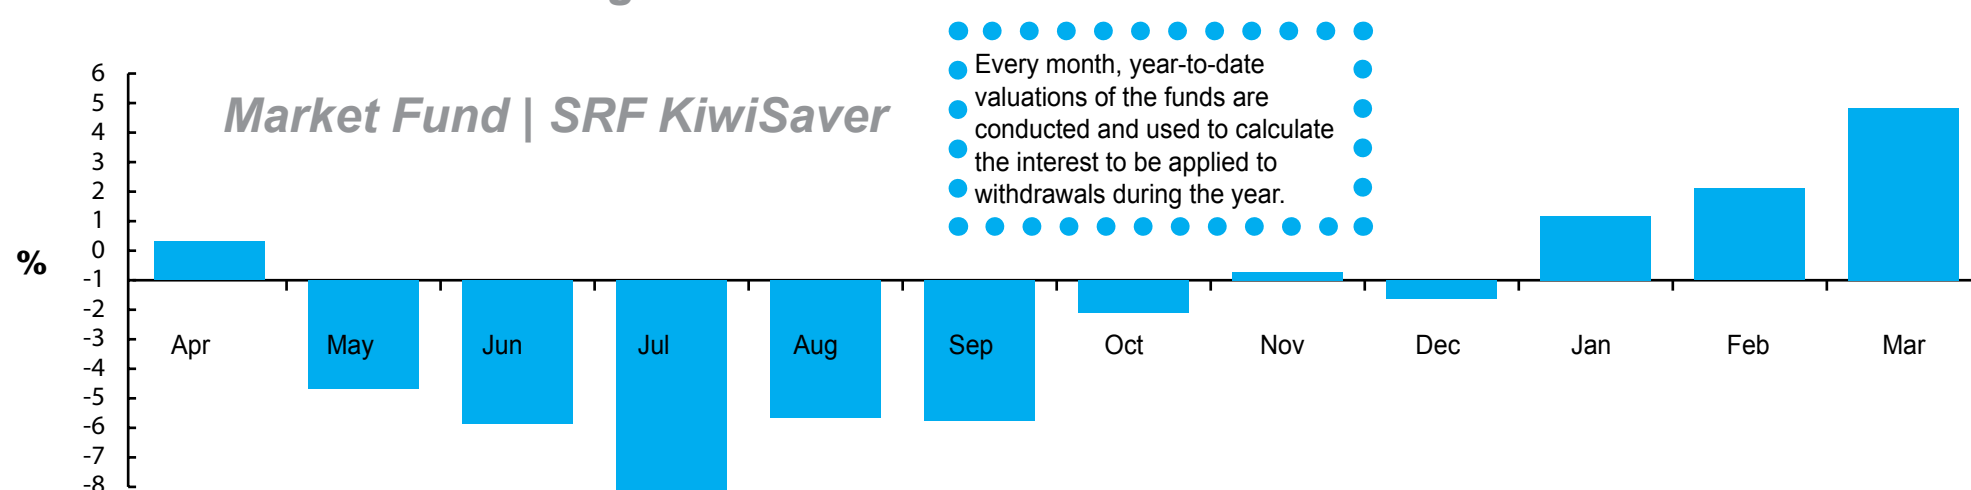 Market Fund | SRF KiwiSaver
Every month, year-to-date
valuations of the funds are
conducted and used to calculate
the interest to be applied to
withdrawals during the year.
6
5
4
3
2
1
0
-1
-2
-3
-4
-5
-6
-7
-8
%
Apr May Jun Jul Aug Sep Oct Nov Dec Jan Feb Mar